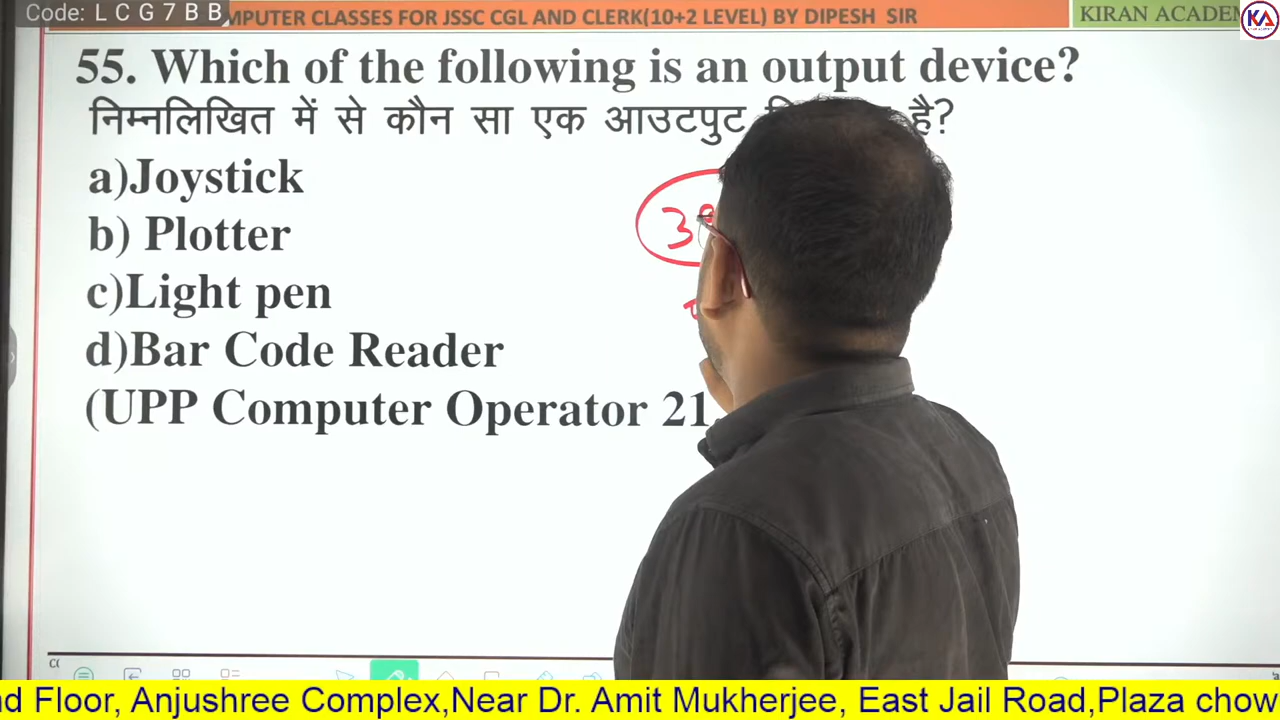 Code: L C G 7 B B
MPUTER CLASSES FOR JSSC CGL AND CLERK(10+2 LEVEL) BY DIPESH SIR
KIRAN ACADEM
KA
55. Which of the following is an output device?
निम्नलिखित में से कौन सा एक आउटपुट है?
a)Joystick
b) Plotter
c)Light pen
d)Bar Code Reader
(UPP Computer Operator 21
nd Floor, Anjushree Complex,Near Dr. Amit Mukherjee, East Jail Road,Plaza chow